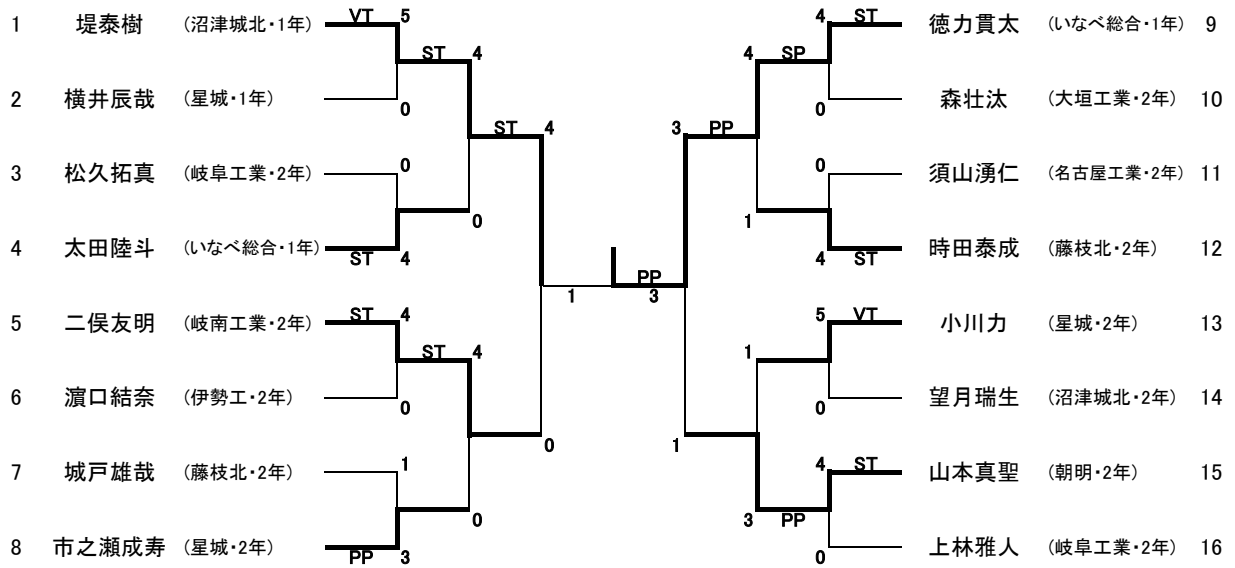 1 堤泰樹 (沼津城北・1年) VT 5
ST 4
2 横井辰哉 (星城・1年) 0
ST 4
3 松久拓真 (岐阜工業・2年) 0
0
4 太田陸斗 (いなべ総合・1年) ST 4
1
5 二俣友明 (岐南工業・2年) ST 4
ST 4
6 濵口結奈 (伊勢工・2年) 0
0
7 城戸雄哉 (藤枝北・2年) 1
0
8 市之瀬成寿 (星城・2年) PP 3
PP
3
4 ST 徳力貫太 (いなべ総合・1年) 9
4 SP
0 森壮汰 (大垣工業・2年) 10
3 PP
0 須山湧仁 (名古屋工業・2年) 11
1
4 ST 時田泰成 (藤枝北・2年) 12
5 VT 小川力 (星城・2年) 13
1
0 望月瑞生 (沼津城北・2年) 14
1
4 ST 山本真聖 (朝明・2年) 15
3 PP
0 上林雅人 (岐阜工業・2年) 16